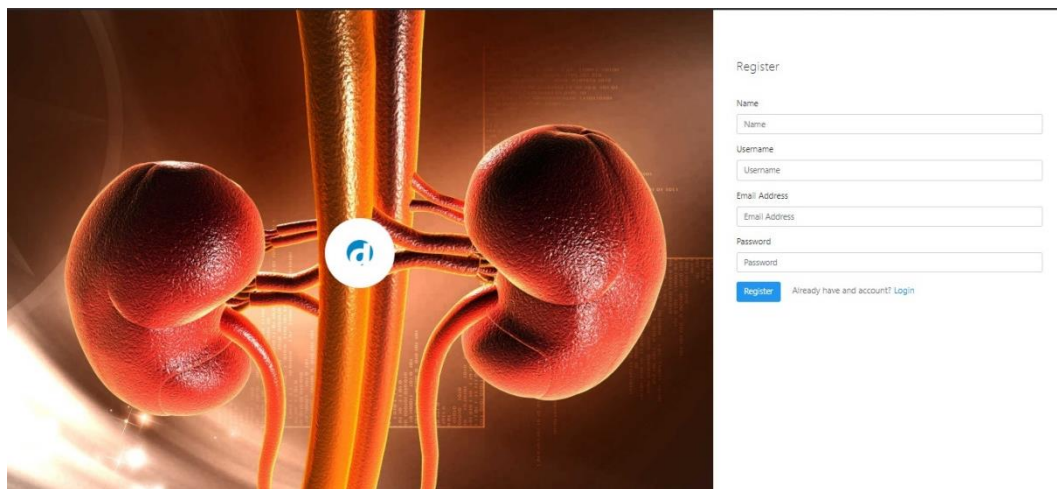 Register
Name
Name
Username
Username
Email Address
Email Address
Password
Password
Register Already have and account? Login